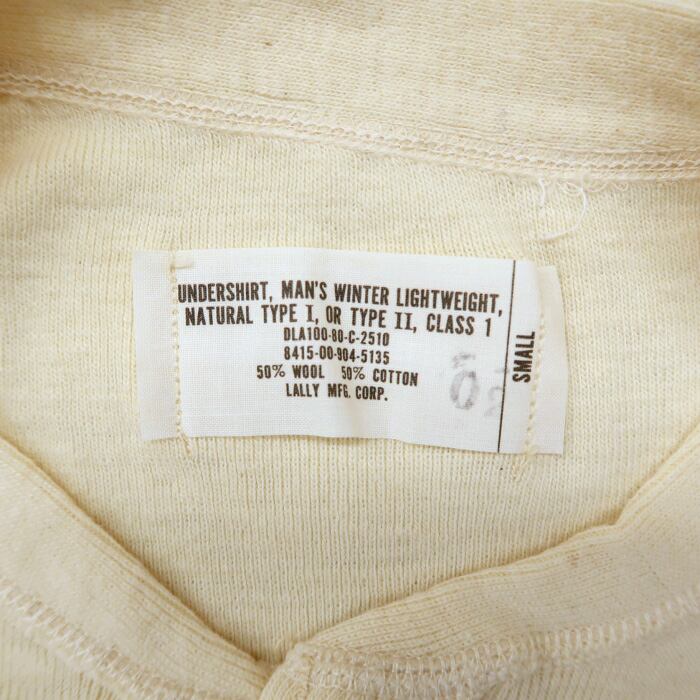 UNDERSHIRT, MAN'S WINTER LIGHTWEIGHT,
NATURAL TYPE I, OR TYPE II, CLASS 1
DLA100-80-C-2510
8415-00-904-5135
50% WOOL 50% COTTON
LALLY MFG. CORP.
SMALL